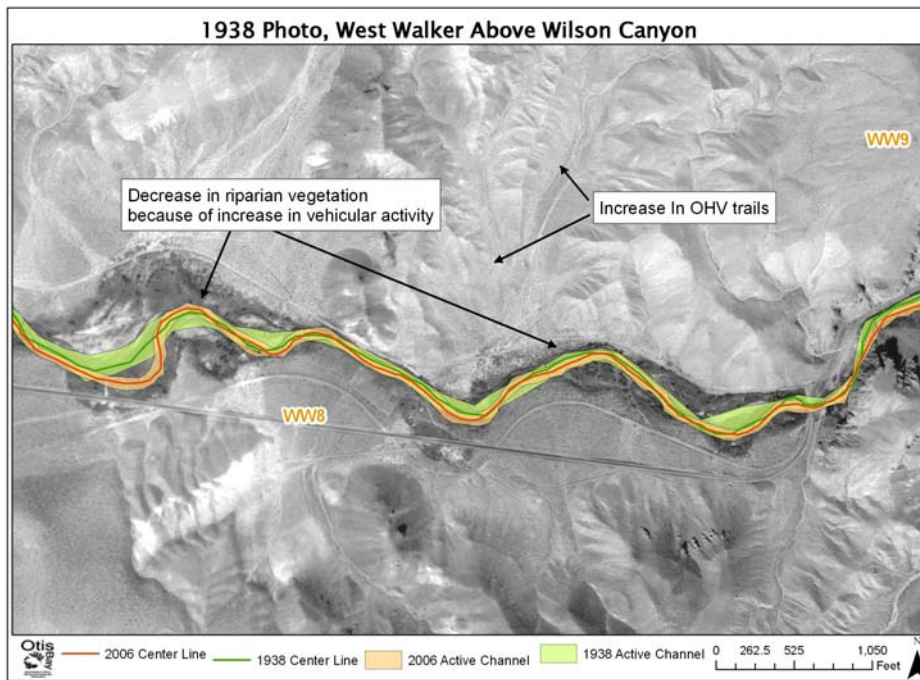 1938 Photo, West Walker Above Wilson Canyon
WW9
Decrease in riparian vegetation
because of increase in vehicular activity
Increase In OHV trails
WW8
Otis
Bay
2006 Center Line
1938 Center Line
2006 Active Channel
1938 Active Channel
0 262.5 525 1,050
Feet
N